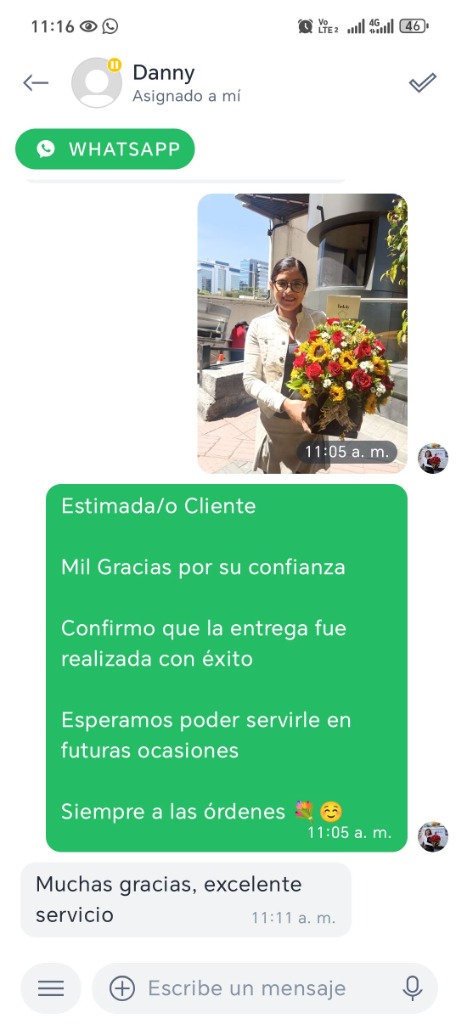 11:16
Vo
LTE 2
4G
46
Danny
Asignado a mí
WHATSAPP
11:05 a. m.
Estimada/o Cliente
Mil Gracias por su confianza
Confirmo que la entrega fue
realizada con éxito
Esperamos poder servirle en
futuras ocasiones
Siempre a las órdenes 💐 ☺️
11:05 a. m.
Muchas gracias, excelente
servicio
11:11 a. m.
Escribe un mensaje